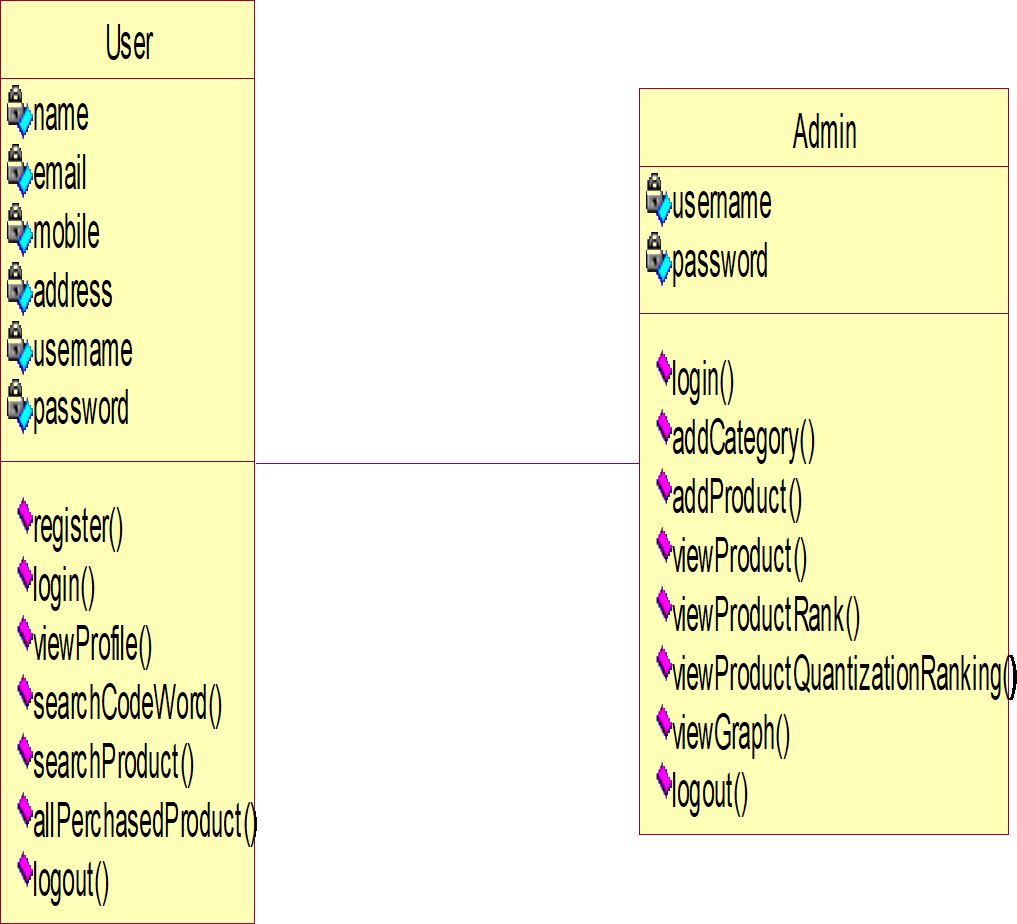 User
name
email
mobile
address
username
password
register()
login()
viewProfile()
searchCodeWord()
searchProduct()
allPerchasedProduct()
logout()
Admin
username
password
login()
addCategory()
addProduct()
viewProduct()
viewProductRank()
viewProductQuantizationRanking()
viewGraph()
logout()